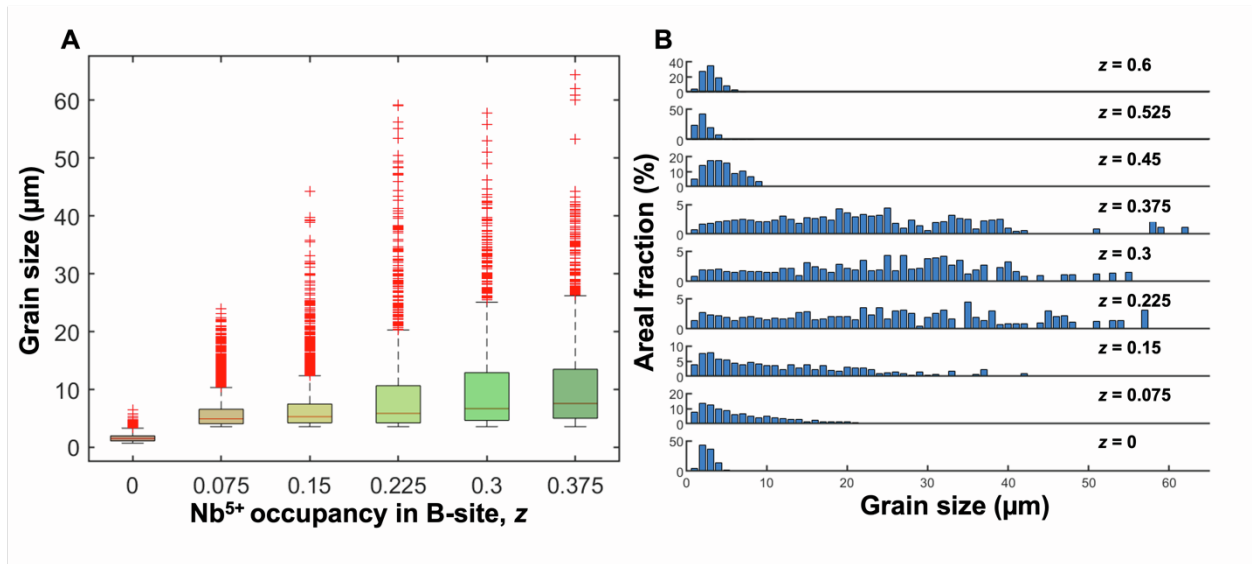 A
Grain size (μm)
60
50
40
30
20
10
0
0 0.075 0.15 0.225 0.3 0.375
Nb⁵⁺ occupancy in B-site, z
B
Areal fraction (%)
40
20
0
z = 0.6
50
0
z = 0.525
20
10
0
z = 0.45
5
0
z = 0.375
5
0
z = 0.3
5
0
z = 0.225
10
5
0
z = 0.15
20
10
0
z = 0.075
50
0
z = 0
0 10 20 30 40 50 60
Grain size (μm)